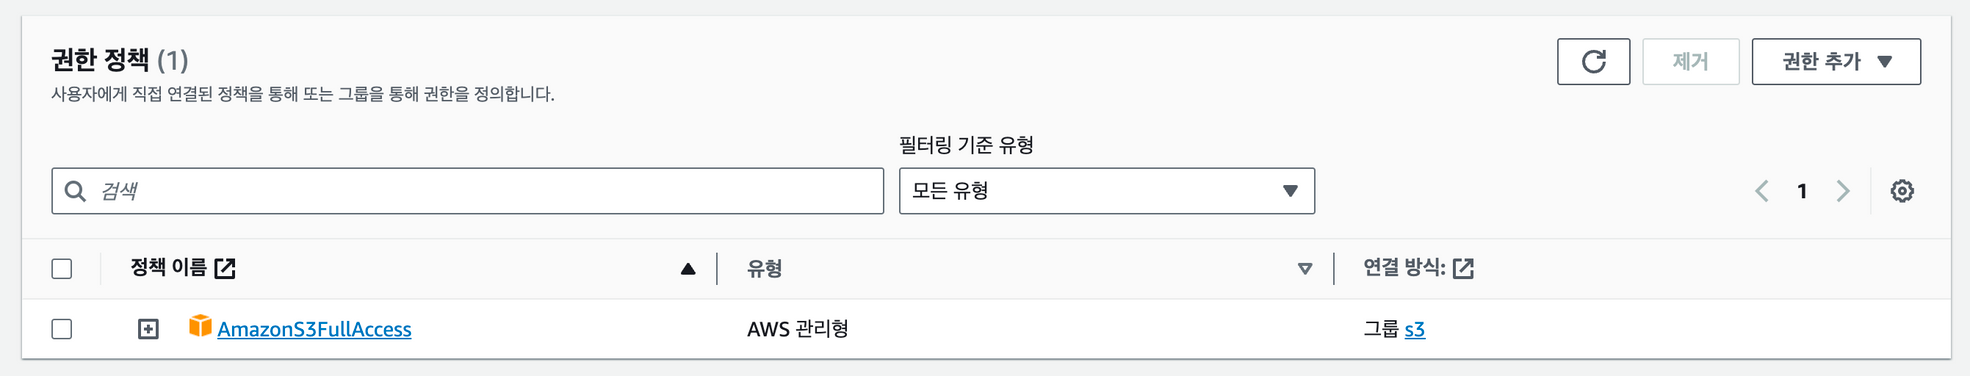 권한 정책 (1)
제거
권한 추가
사용자에게 직접 연결된 정책을 통해 또는 그룹을 통해 권한을 정의합니다.
필터링 기준 유형
검색
모든 유형
1
정책 이름
유형
연결 방식:
AmazonS3FullAccess
AWS 관리형
그룹 s3